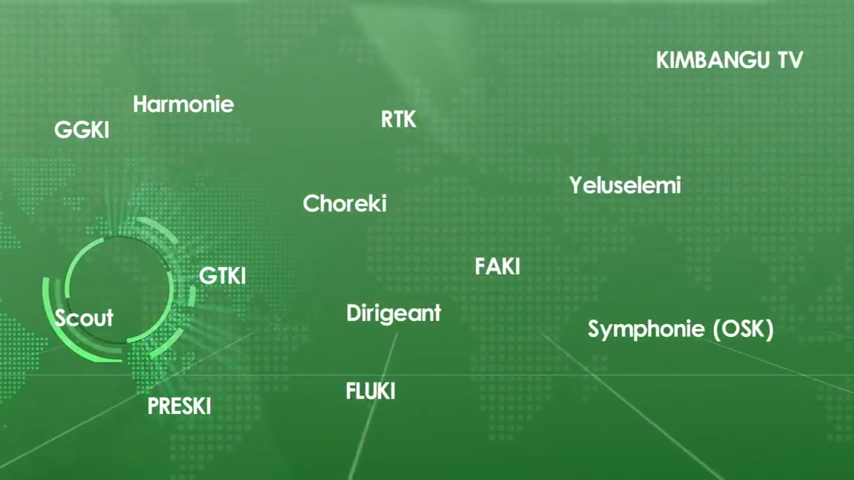 KIMBANGU TV
Harmonie
RTK
GGKI
Yeluselemi
Choreki
FAKI
GTKI
Dirigeant
Scout
Symphonie (OSK)
FLUKI
PRESKI